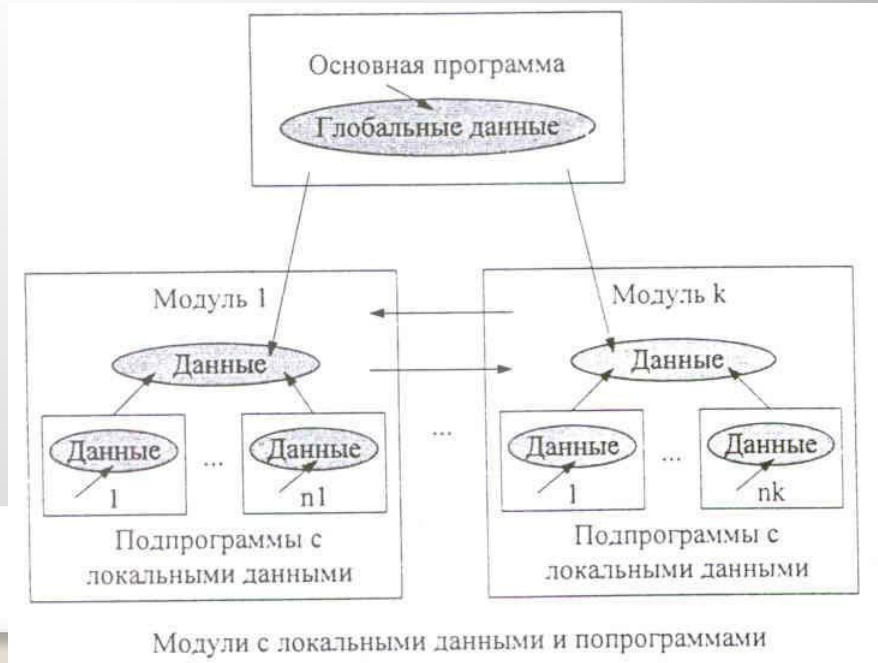 Основная программа
Глобальные данные
Модуль 1
Модуль k
Данные
Данные
Данные
...
Данные
...
Данные
...
Данные
1
n1
1
nk
Подпрограммы с
локальными данными
Подпрограммы с
локальными данными
Модули с локальными данными и попрограммами